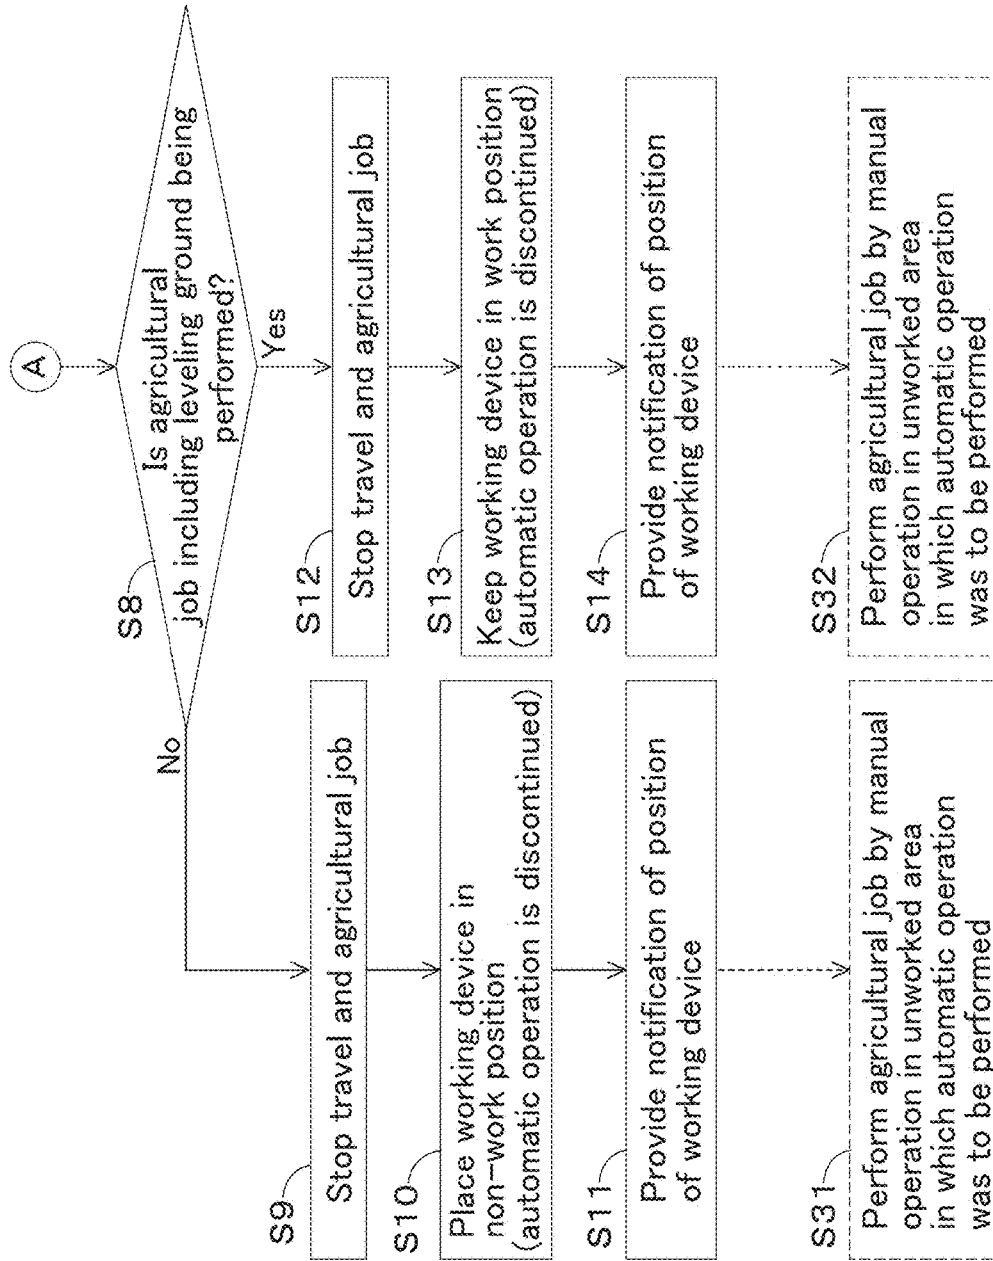 A
Is agricultural
job including leveling ground being
performed?
S8
No
Yes
S9
Stop travel and agricultural job
S10
Place working device in
non-work position
(automatic operation is discontinued)
S11
Provide notification of position
of working device
S31
Perform agricultural job by manual
operation in unworked area
in which automatic operation
was to be performed
S12
Stop travel and agricultural job
S13
Keep working device in work position
(automatic operation is discontinued)
S14
Provide notification of position
of working device
S32
Perform agricultural job by manual
operation in unworked area
in which automatic operation
was to be performed